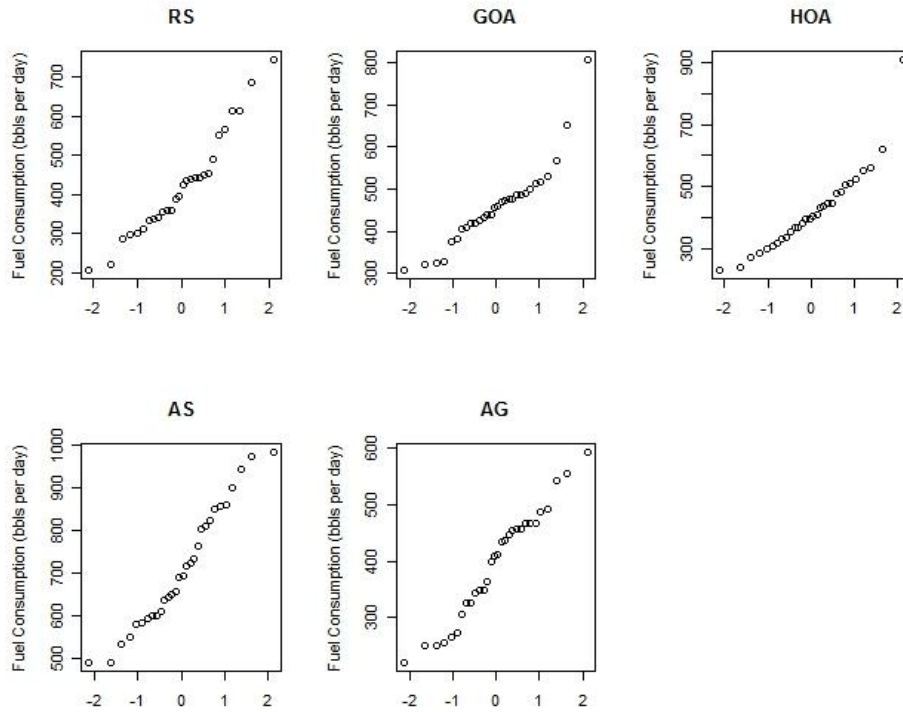 RS
Fuel Consumption (bbls per day)
200 300 400 500 600 700
-2 -1 0 1 2
GOA
Fuel Consumption (bbls per day)
300 400 500 600 700 800
-2 -1 0 1 2
HOA
Fuel Consumption (bbls per day)
300 500 700 900
-2 -1 0 1 2
AS
Fuel Consumption (bbls per day)
500 600 700 800 900 1000
-2 -1 0 1 2
AG
Fuel Consumption (bbls per day)
300 400 500 600
-2 -1 0 1 2